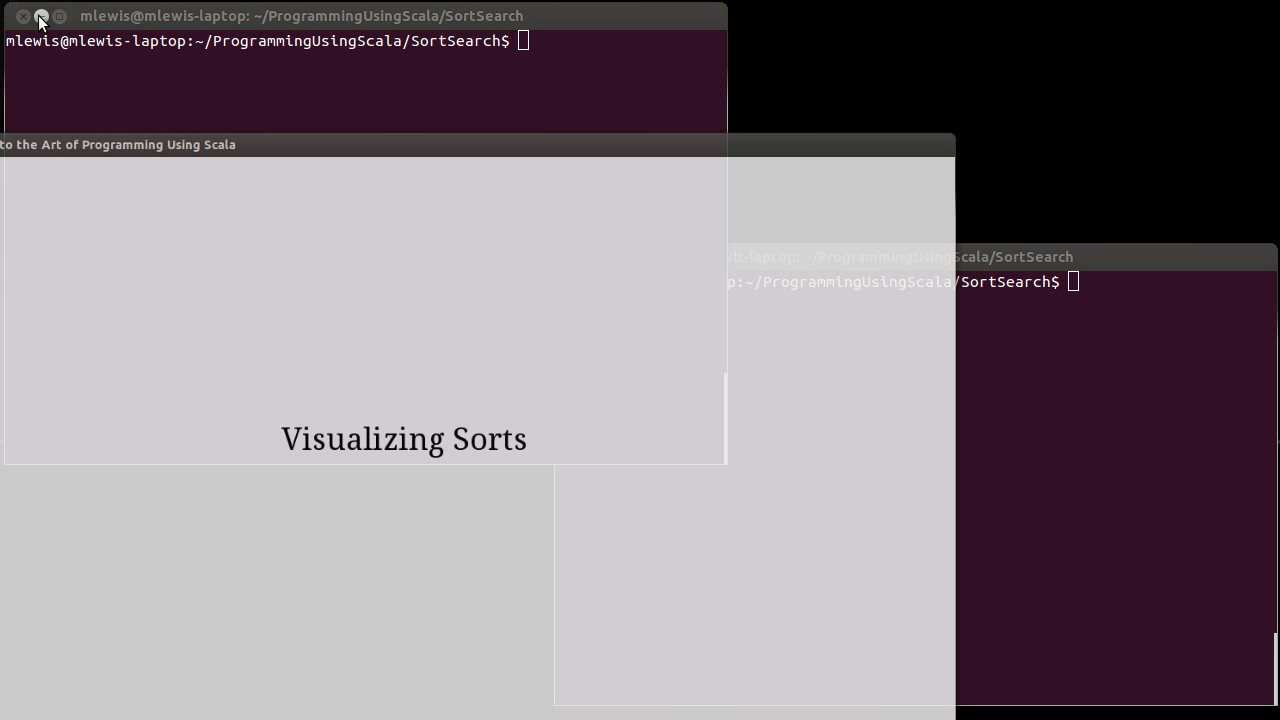 mlewis@mlewis-laptop: ~/ProgrammingUsingScala/SortSearch
mlewis@mlewis-laptop:~/ProgrammingUsingScala/SortSearch$
to the Art of Programming Using Scala
is-laptop: ~/ProgrammingUsingScala/SortSearch
p:~/ProgrammingUsingScala/SortSearch$
Visualizing Sorts